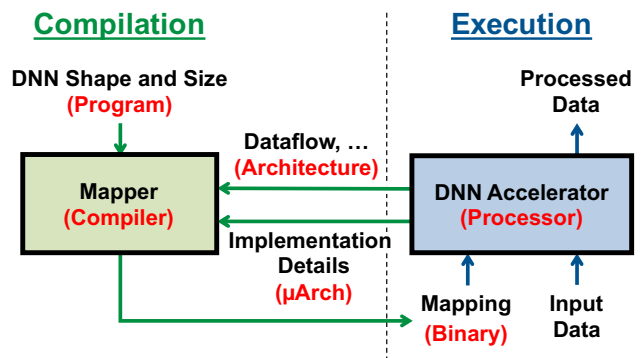 Compilation
Execution
DNN Shape and Size
(Program)
Processed
Data
Dataflow, ...
(Architecture)
Mapper
(Compiler)
DNN Accelerator
(Processor)
Implementation
Details
(μArch)
Mapping
(Binary)
Input
Data